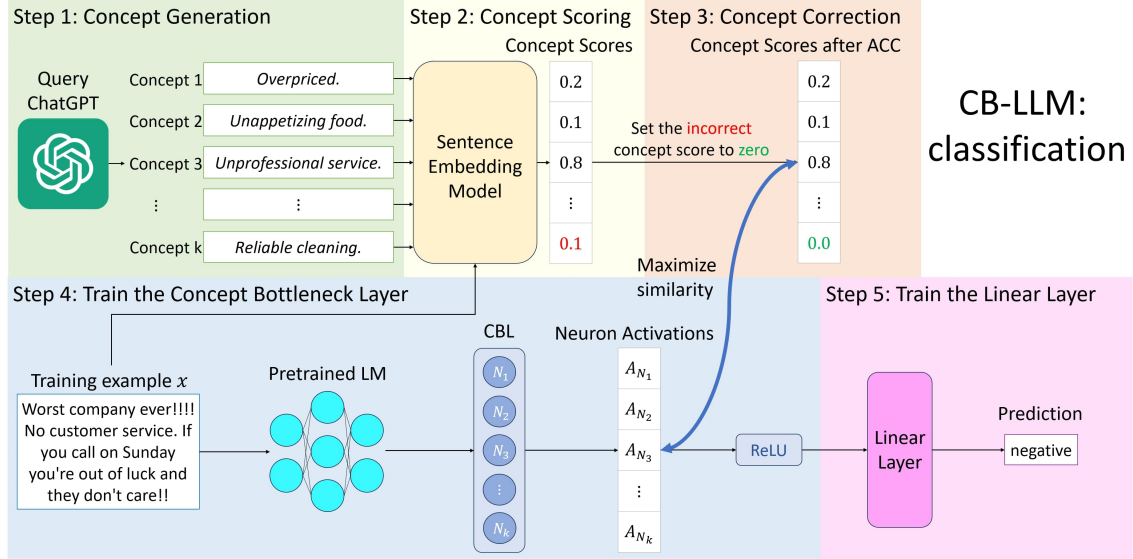 Step 1: Concept Generation
Query
ChatGPT
Concept 1
Overpriced.
Concept 2
Unappetizing food.
Concept 3
Unprofessional service.
⋮
⋮
Concept k
Reliable cleaning.
Step 2: Concept Scoring
Sentence
Embedding
Model
Concept Scores
0.2
0.1
0.8
⋮
0.1
Step 3: Concept Correction
Set the incorrect
concept score to zero
Concept Scores after ACC
0.2
0.1
0.8
⋮
0.0
Maximize
similarity
CB-LLM:
classification
Step 4: Train the Concept Bottleneck Layer
Training example x
Worst company ever!!!!
No customer service. If
you call on Sunday
you're out of luck and
they don't care!!
Pretrained LM
CBL
N₁
N₂
N₃
⋮
Nₖ
Neuron Activations
A_N₁
A_N₂
A_N₃
⋮
A_Nₖ
ReLU
Step 5: Train the Linear Layer
Linear
Layer
Prediction
negative